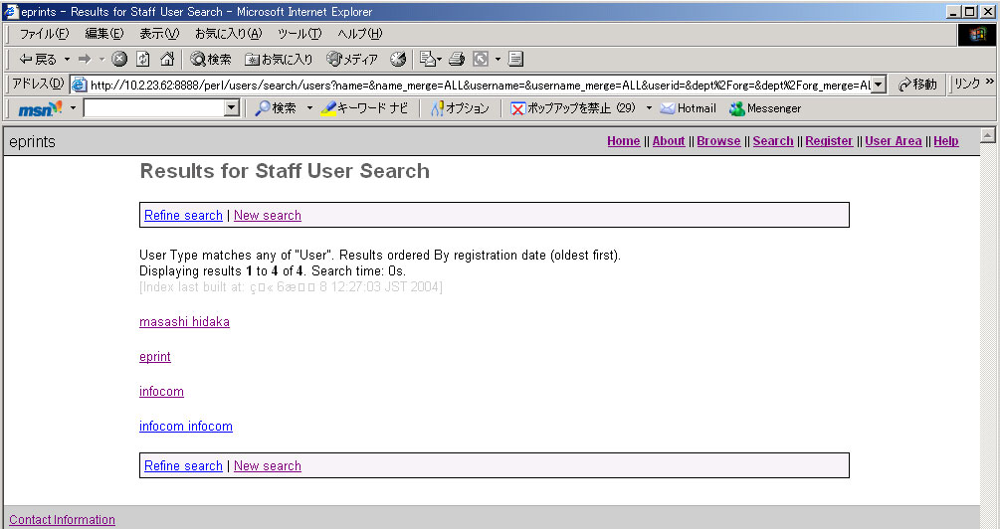 eprints - Results for Staff User Search - Microsoft Internet Explorer
ファイル(F) 編集(E) 表示(V) お気に入り(A) ツール(T) ヘルプ(H)
戻る 検索 お気に入り メディア
アドレス(D) http://10.2.23.62:8888/perl/users/search/users?name=&name_merge=ALL&username=&username_merge=ALL&userid=&dept%2Forg=&dept%2Forg_merge=AL 移動 リンク »
msn 検索 キーワード ナビ オプション ポップアップを禁止 (29) Hotmail Messenger
eprints Home || About || Browse || Search || Register || User Area || Help
Results for Staff User Search
Refine search | New search
User Type matches any of "User". Results ordered By registration date (oldest first).
Displaying results 1 to 4 of 4. Search time: 0s.
[Index last built at: ç¤« 6æ¤¤ 8 12:27:03 JST 2004]
masashi hidaka
eprint
infocom
infocom infocom
Refine search | New search
Contact Information